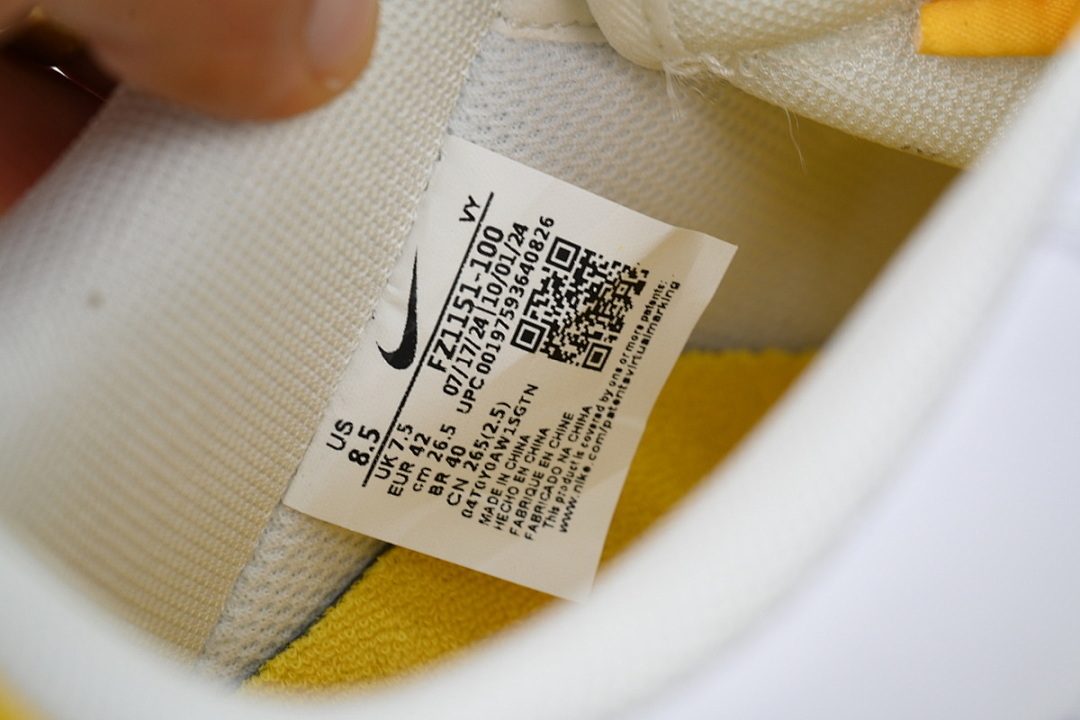 US
8.5
VY
UK 7.5
EUR 42
cm 26.5
BR 40
CN 265(2.5)
FZ1151-100
07/17/24|10/01/24
UPC 00197593640826
04T0Y0AW1SGTN
MADE IN CHINA
HECHO EN CHINA
FABRIQUE EN CHINE
FABRICADO NA CHINA
This product is covered by one or more patents:
www.nike.com/patentsvirtualmarking